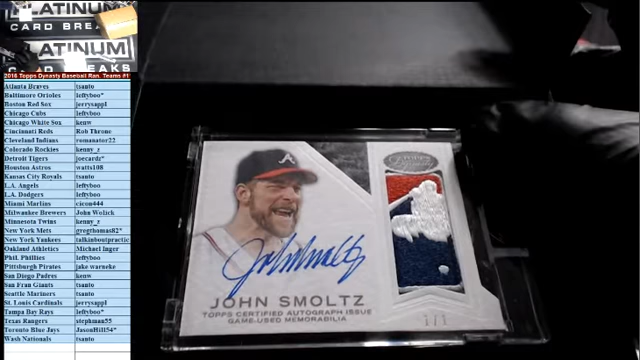 PLATINUM
CARD BREAKS
PLATINUM
CARD BREAKS
2016 Topps Dynasty Baseball Ran. Teams #1
Atlanta Braves tsanto
Baltimore Orioles leftyboo*
Boston Red Sox jerrysappl
Chicago Cubs leftyboo
Chicago White Sox kenw
Cincinnati Reds Rob Throne
Cleveland Indians romanator22
Colorado Rockies kenny_z
Detroit Tigers joecards*
Houston Astros watts108
Kansas City Royals tsanto
L.A. Angels leftyboo
L.A. Dodgers leftyboo
Miami Marlins cicon444
Milwaukee Brewers John Wolick
Minnesota Twins kenny_z
New York Mets gregthomas82*
New York Yankees talkinboutpractic
Oakland Athletics Michael Inger
Phil. Phillies leftyboo
Pittsburgh Pirates jake warneke
San Diego Padres kenw
San Fran Giants tsanto
Seattle Mariners tsanto
St. Louis Cardinals jerrysappl
Tampa Bay Rays leftyboo*
Texas Rangers stephman55
Toronto Blue Jays JasonHill54*
Wash Nationals tsanto
A
Dynasty
John Smoltz
JOHN SMOLTZ
TOPPS CERTIFIED AUTOGRAPH ISSUE
GAME-USED MEMORABILIA
1/1